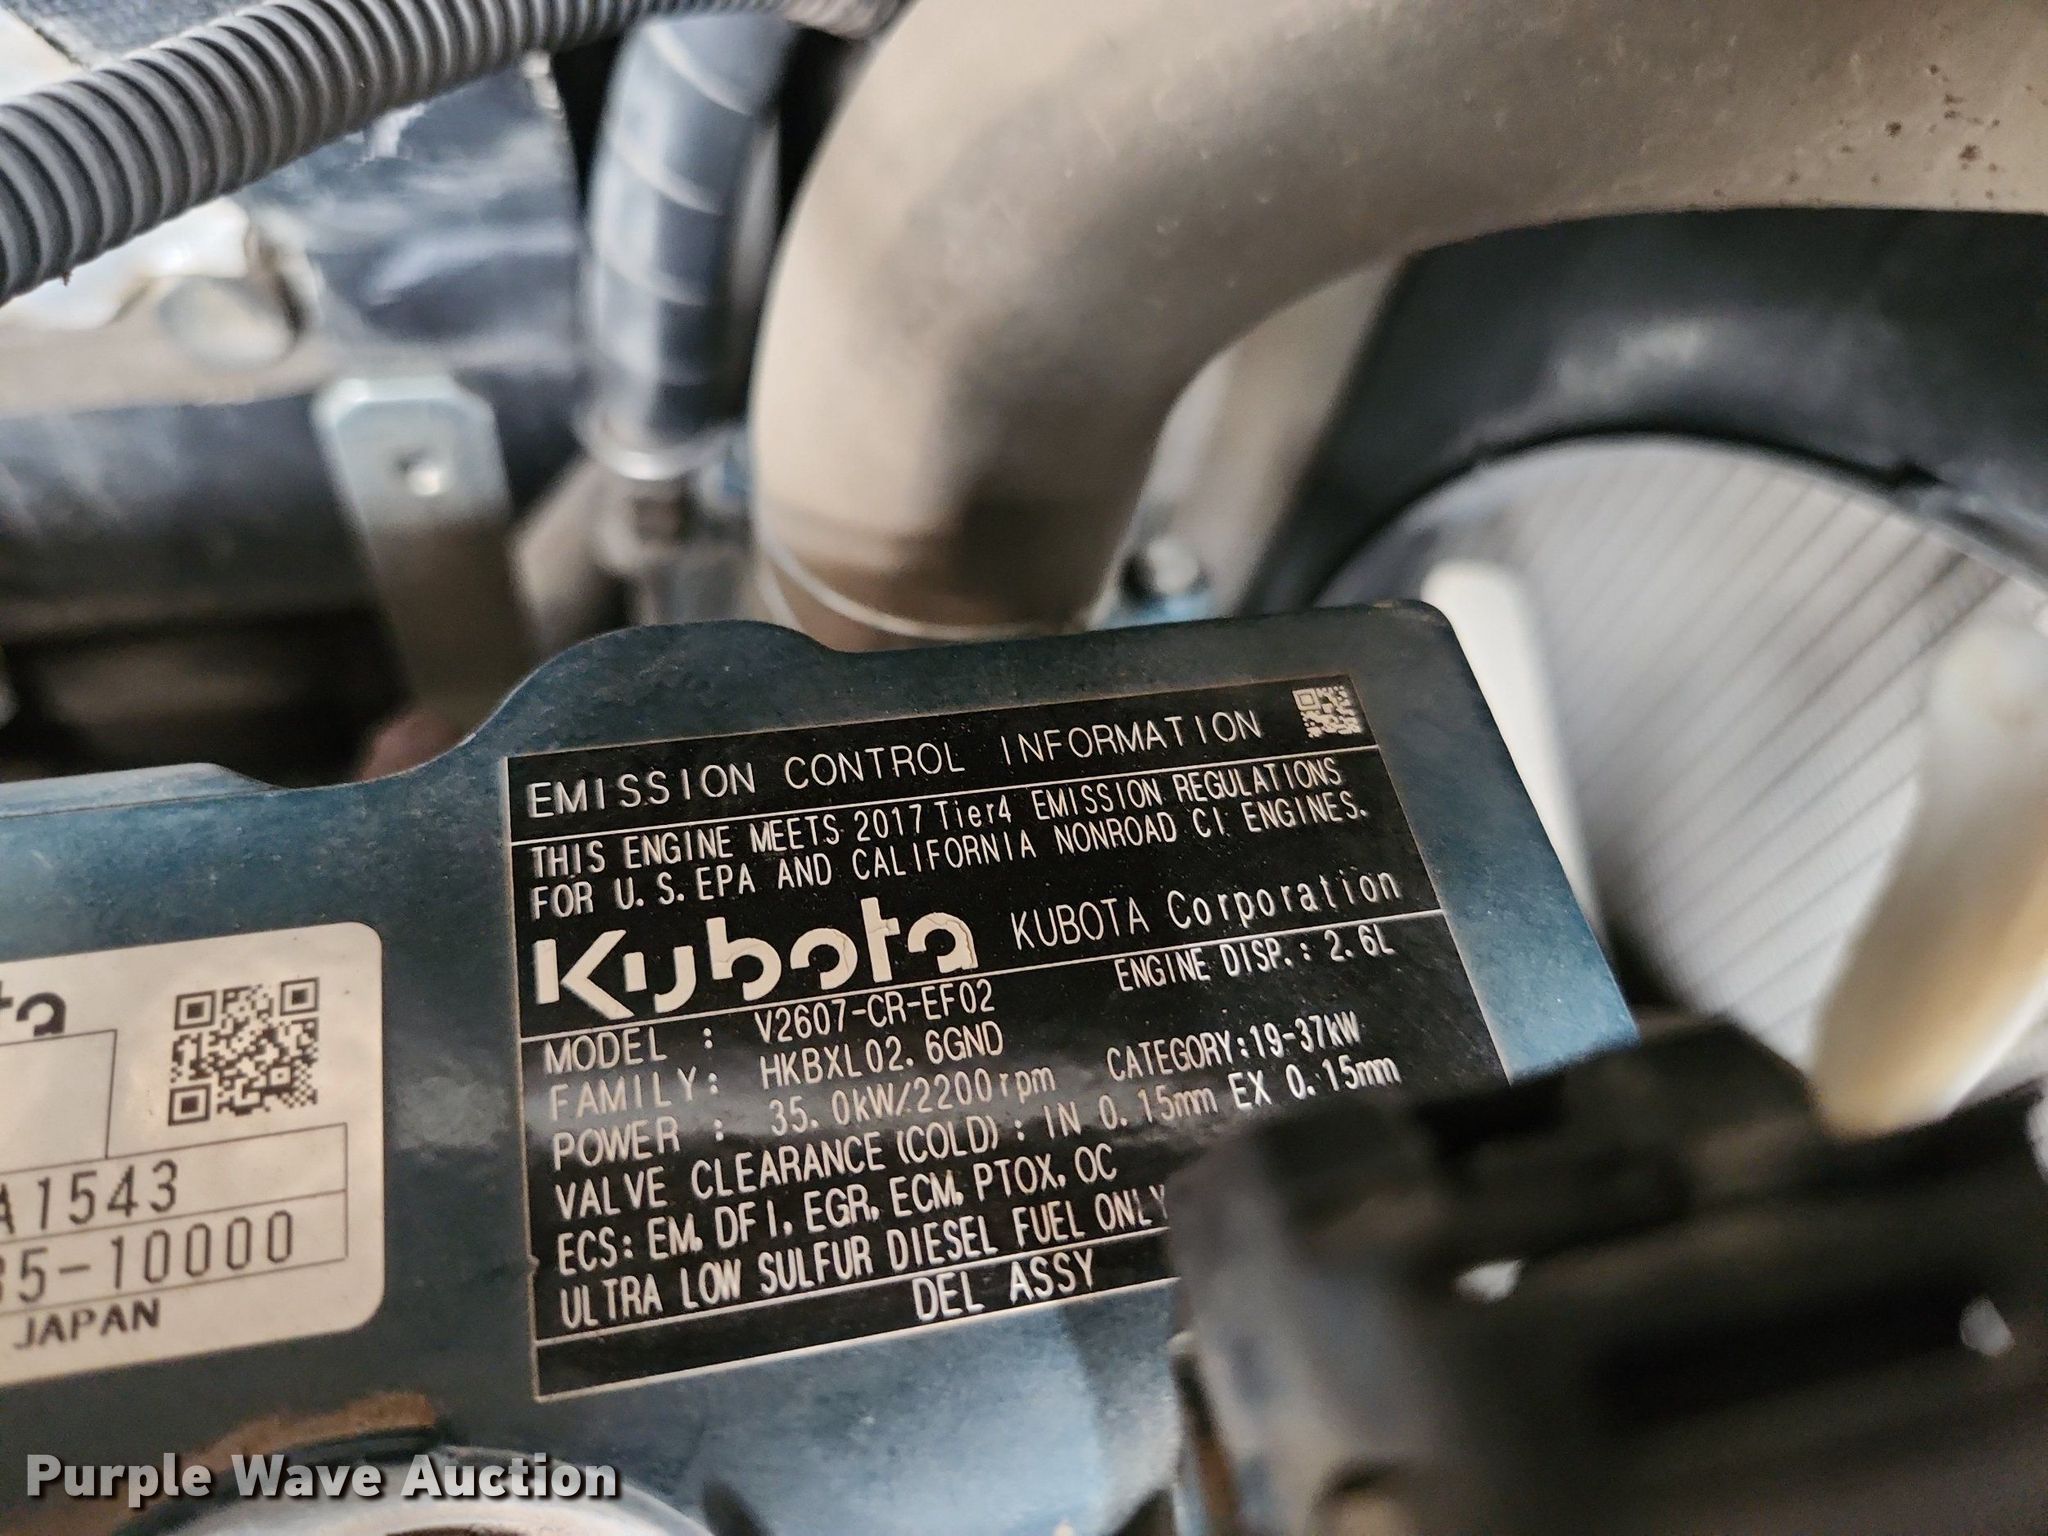 EMISSION CONTROL INFORMATION
THIS ENGINE MEETS 2017 Tier4 EMISSION REGULATIONS
FOR U.S.EPA AND CALIFORNIA NONROAD CI ENGINES.
Kubota KUBOTA Corporation
MODEL : V2607-CR-EF02 ENGINE DISP.: 2.6L
FAMILY: HKBXL02.6GND
POWER : 35.0kW/2200rpm CATEGORY:19-37kW
VALVE CLEARANCE(COLD): IN 0.15mm EX 0.15mm
ECS: EM, DFI, EGR, ECM, PTOX, OC
ULTRA LOW SULFUR DIESEL FUEL ONLY
DEL ASSY
A1543
35-10000
JAPAN
Purple Wave Auction